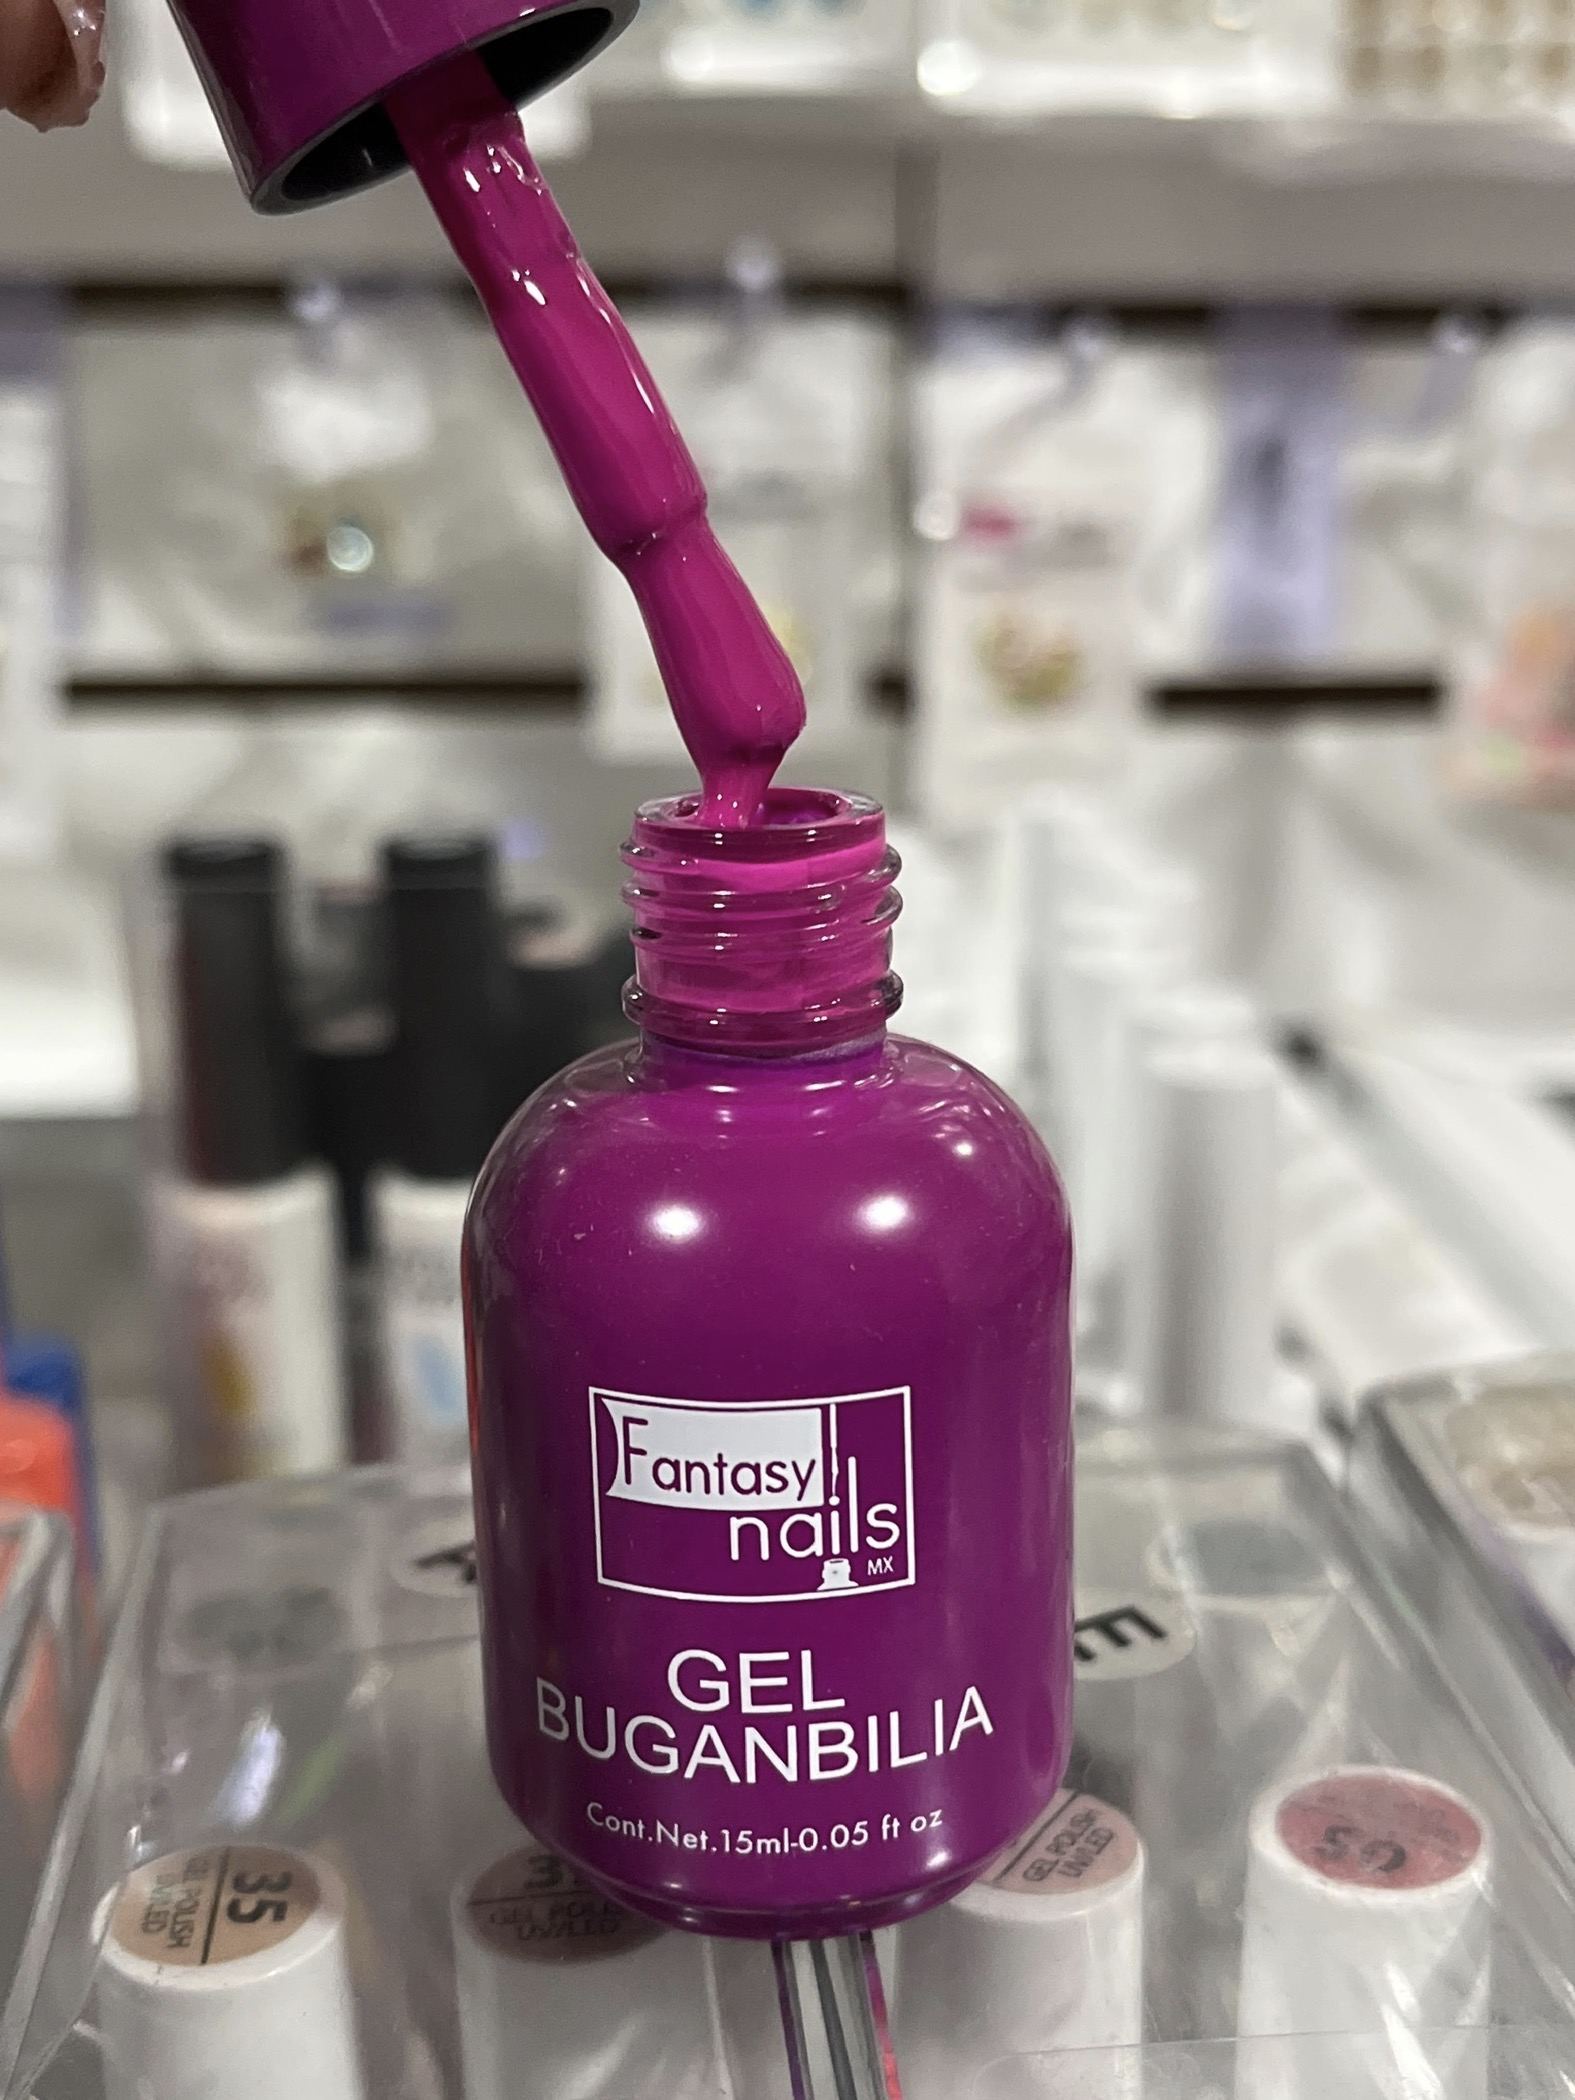 Fantasy
nails
MX
GEL
BUGANBILIA
Cont.Net.15ml-0.05 ft oz
35
GEL POLISH
UV/LED
GEL POLISH
UV/LED
GEL POLISH
UV/LED